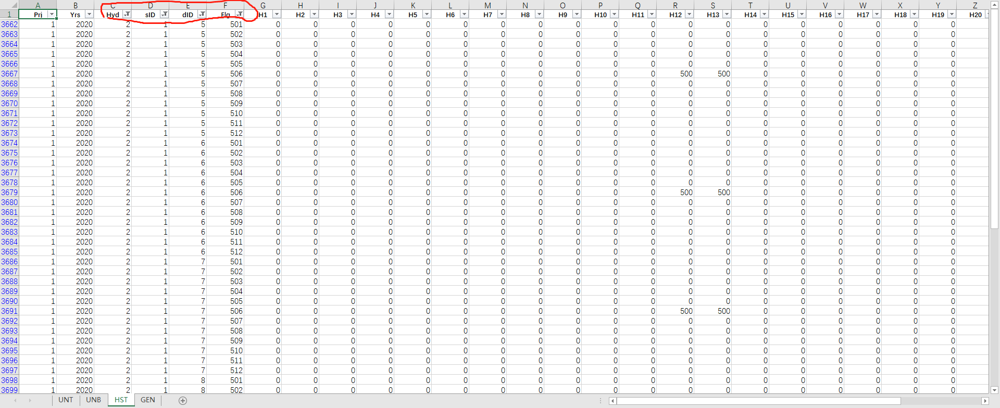 A B C D E F G H I J K L M N O P Q R S T U V W X Y Z
1 Prj Yrs Hyd sID dID Flg H1 H2 H3 H4 H5 H6 H7 H8 H9 H10 H11 H12 H13 H14 H15 H16 H17 H18 H19 H20
3662 1 2020 2 1 5 501 0 0 0 0 0 0 0 0 0 0 0 0 0 0 0 0 0 0 0
3663 1 2020 2 1 5 502 0 0 0 0 0 0 0 0 0 0 0 0 0 0 0 0 0 0 0
3664 1 2020 2 1 5 503 0 0 0 0 0 0 0 0 0 0 0 0 0 0 0 0 0 0 0
3665 1 2020 2 1 5 504 0 0 0 0 0 0 0 0 0 0 0 0 0 0 0 0 0 0 0
3666 1 2020 2 1 5 505 0 0 0 0 0 0 0 0 0 0 0 0 0 0 0 0 0 0 0
3667 1 2020 2 1 5 506 0 0 0 0 0 0 0 0 0 0 0 500 500 0 0 0 0 0 0
3668 1 2020 2 1 5 507 0 0 0 0 0 0 0 0 0 0 0 0 0 0 0 0 0 0 0
3669 1 2020 2 1 5 508 0 0 0 0 0 0 0 0 0 0 0 0 0 0 0 0 0 0 0
3670 1 2020 2 1 5 509 0 0 0 0 0 0 0 0 0 0 0 0 0 0 0 0 0 0 0
3671 1 2020 2 1 5 510 0 0 0 0 0 0 0 0 0 0 0 0 0 0 0 0 0 0 0
3672 1 2020 2 1 5 511 0 0 0 0 0 0 0 0 0 0 0 0 0 0 0 0 0 0 0
3673 1 2020 2 1 5 512 0 0 0 0 0 0 0 0 0 0 0 0 0 0 0 0 0 0 0
3674 1 2020 2 1 6 501 0 0 0 0 0 0 0 0 0 0 0 0 0 0 0 0 0 0 0
3675 1 2020 2 1 6 502 0 0 0 0 0 0 0 0 0 0 0 0 0 0 0 0 0 0 0
3676 1 2020 2 1 6 503 0 0 0 0 0 0 0 0 0 0 0 0 0 0 0 0 0 0 0
3677 1 2020 2 1 6 504 0 0 0 0 0 0 0 0 0 0 0 0 0 0 0 0 0 0 0
3678 1 2020 2 1 6 505 0 0 0 0 0 0 0 0 0 0 0 0 0 0 0 0 0 0 0
3679 1 2020 2 1 6 506 0 0 0 0 0 0 0 0 0 0 0 500 500 0 0 0 0 0 0
3680 1 2020 2 1 6 507 0 0 0 0 0 0 0 0 0 0 0 0 0 0 0 0 0 0 0
3681 1 2020 2 1 6 508 0 0 0 0 0 0 0 0 0 0 0 0 0 0 0 0 0 0 0
3682 1 2020 2 1 6 509 0 0 0 0 0 0 0 0 0 0 0 0 0 0 0 0 0 0 0
3683 1 2020 2 1 6 510 0 0 0 0 0 0 0 0 0 0 0 0 0 0 0 0 0 0 0
3684 1 2020 2 1 6 511 0 0 0 0 0 0 0 0 0 0 0 0 0 0 0 0 0 0 0
3685 1 2020 2 1 6 512 0 0 0 0 0 0 0 0 0 0 0 0 0 0 0 0 0 0 0
3686 1 2020 2 1 7 501 0 0 0 0 0 0 0 0 0 0 0 0 0 0 0 0 0 0 0
3687 1 2020 2 1 7 502 0 0 0 0 0 0 0 0 0 0 0 0 0 0 0 0 0 0 0
3688 1 2020 2 1 7 503 0 0 0 0 0 0 0 0 0 0 0 0 0 0 0 0 0 0 0
3689 1 2020 2 1 7 504 0 0 0 0 0 0 0 0 0 0 0 0 0 0 0 0 0 0 0
3690 1 2020 2 1 7 505 0 0 0 0 0 0 0 0 0 0 0 0 0 0 0 0 0 0 0
3691 1 2020 2 1 7 506 0 0 0 0 0 0 0 0 0 0 0 500 500 0 0 0 0 0 0
3692 1 2020 2 1 7 507 0 0 0 0 0 0 0 0 0 0 0 0 0 0 0 0 0 0 0
3693 1 2020 2 1 7 508 0 0 0 0 0 0 0 0 0 0 0 0 0 0 0 0 0 0 0
3694 1 2020 2 1 7 509 0 0 0 0 0 0 0 0 0 0 0 0 0 0 0 0 0 0 0
3695 1 2020 2 1 7 510 0 0 0 0 0 0 0 0 0 0 0 0 0 0 0 0 0 0 0
3696 1 2020 2 1 7 511 0 0 0 0 0 0 0 0 0 0 0 0 0 0 0 0 0 0 0
3697 1 2020 2 1 7 512 0 0 0 0 0 0 0 0 0 0 0 0 0 0 0 0 0 0 0
3698 1 2020 2 1 8 501 0 0 0 0 0 0 0 0 0 0 0 0 0 0 0 0 0 0 0
3699 1 2020 2 1 8 502 0 0 0 0 0 0 0 0 0 0 0 0 0 0 0 0 0 0 0
UNT UNB HST GEN